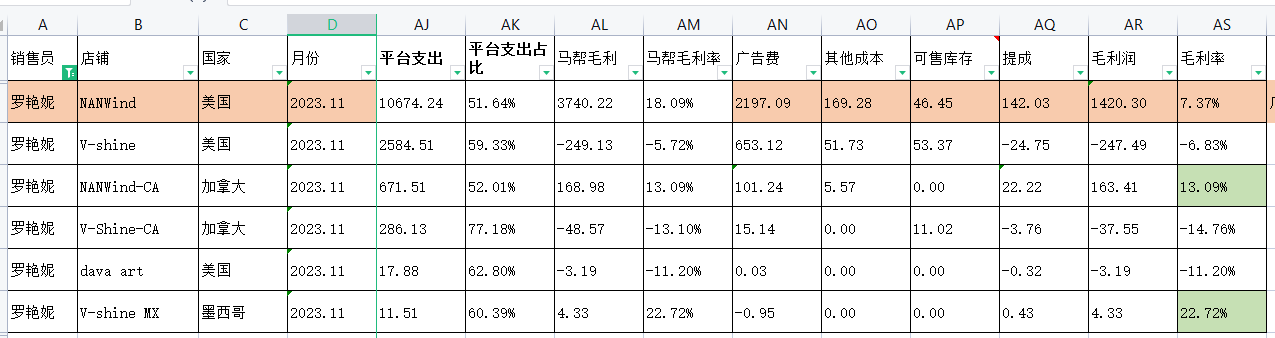 A B C D AJ AK AL AM AN AO AP AQ AR AS
销售员 店铺 国家 月份 平台支出 平台支出占比 马帮毛利 马帮毛利率 广告费 其他成本 可售库存 提成 毛利润 毛利率
罗艳妮 NANWind 美国 2023.11 10674.24 51.64% 3740.22 18.09% 2197.09 169.28 46.45 142.03 1420.30 7.37%
罗艳妮 V-shine 美国 2023.11 2584.51 59.33% -249.13 -5.72% 653.12 51.73 53.37 -24.75 -247.49 -6.83%
罗艳妮 NANWind-CA 加拿大 2023.11 671.51 52.01% 168.98 13.09% 101.24 5.57 0.00 22.22 163.41 13.09%
罗艳妮 V-Shine-CA 加拿大 2023.11 286.13 77.18% -48.57 -13.10% 15.14 0.00 11.02 -3.76 -37.55 -14.76%
罗艳妮 dava art 美国 2023.11 17.88 62.80% -3.19 -11.20% 0.03 0.00 0.00 -0.32 -3.19 -11.20%
罗艳妮 V-shine MX 墨西哥 2023.11 11.51 60.39% 4.33 22.72% -0.95 0.00 0.00 0.43 4.33 22.72%